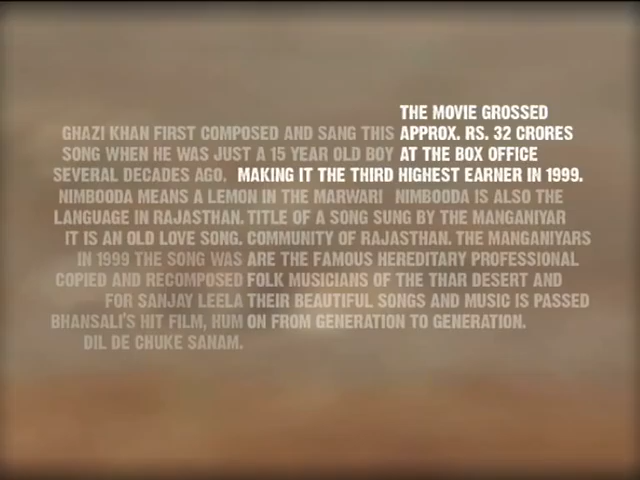 THE MOVIE GROSSED
APPROX. RS. 32 CRORES
AT THE BOX OFFICE
MAKING IT THE THIRD HIGHEST EARNER IN 1999.
GHAZI KHAN FIRST COMPOSED AND SANG THIS
SONG WHEN HE WAS JUST A 15 YEAR OLD BOY
SEVERAL DECADES AGO.
NIMBOODA MEANS A LEMON IN THE MARWARI
LANGUAGE IN RAJASTHAN.
IT IS AN OLD LOVE SONG.
IN 1999 THE SONG WAS
COPIED AND RECOMPOSED
FOR SANJAY LEELA
BHANSALI'S HIT FILM, HUM
DIL DE CHUKE SANAM.
NIMBOODA IS ALSO THE
TITLE OF A SONG SUNG BY THE MANGANIYAR
COMMUNITY OF RAJASTHAN. THE MANGANIYARS
ARE THE FAMOUS HEREDITARY PROFESSIONAL
FOLK MUSICIANS OF THE THAR DESERT AND
THEIR BEAUTIFUL SONGS AND MUSIC IS PASSED
ON FROM GENERATION TO GENERATION.